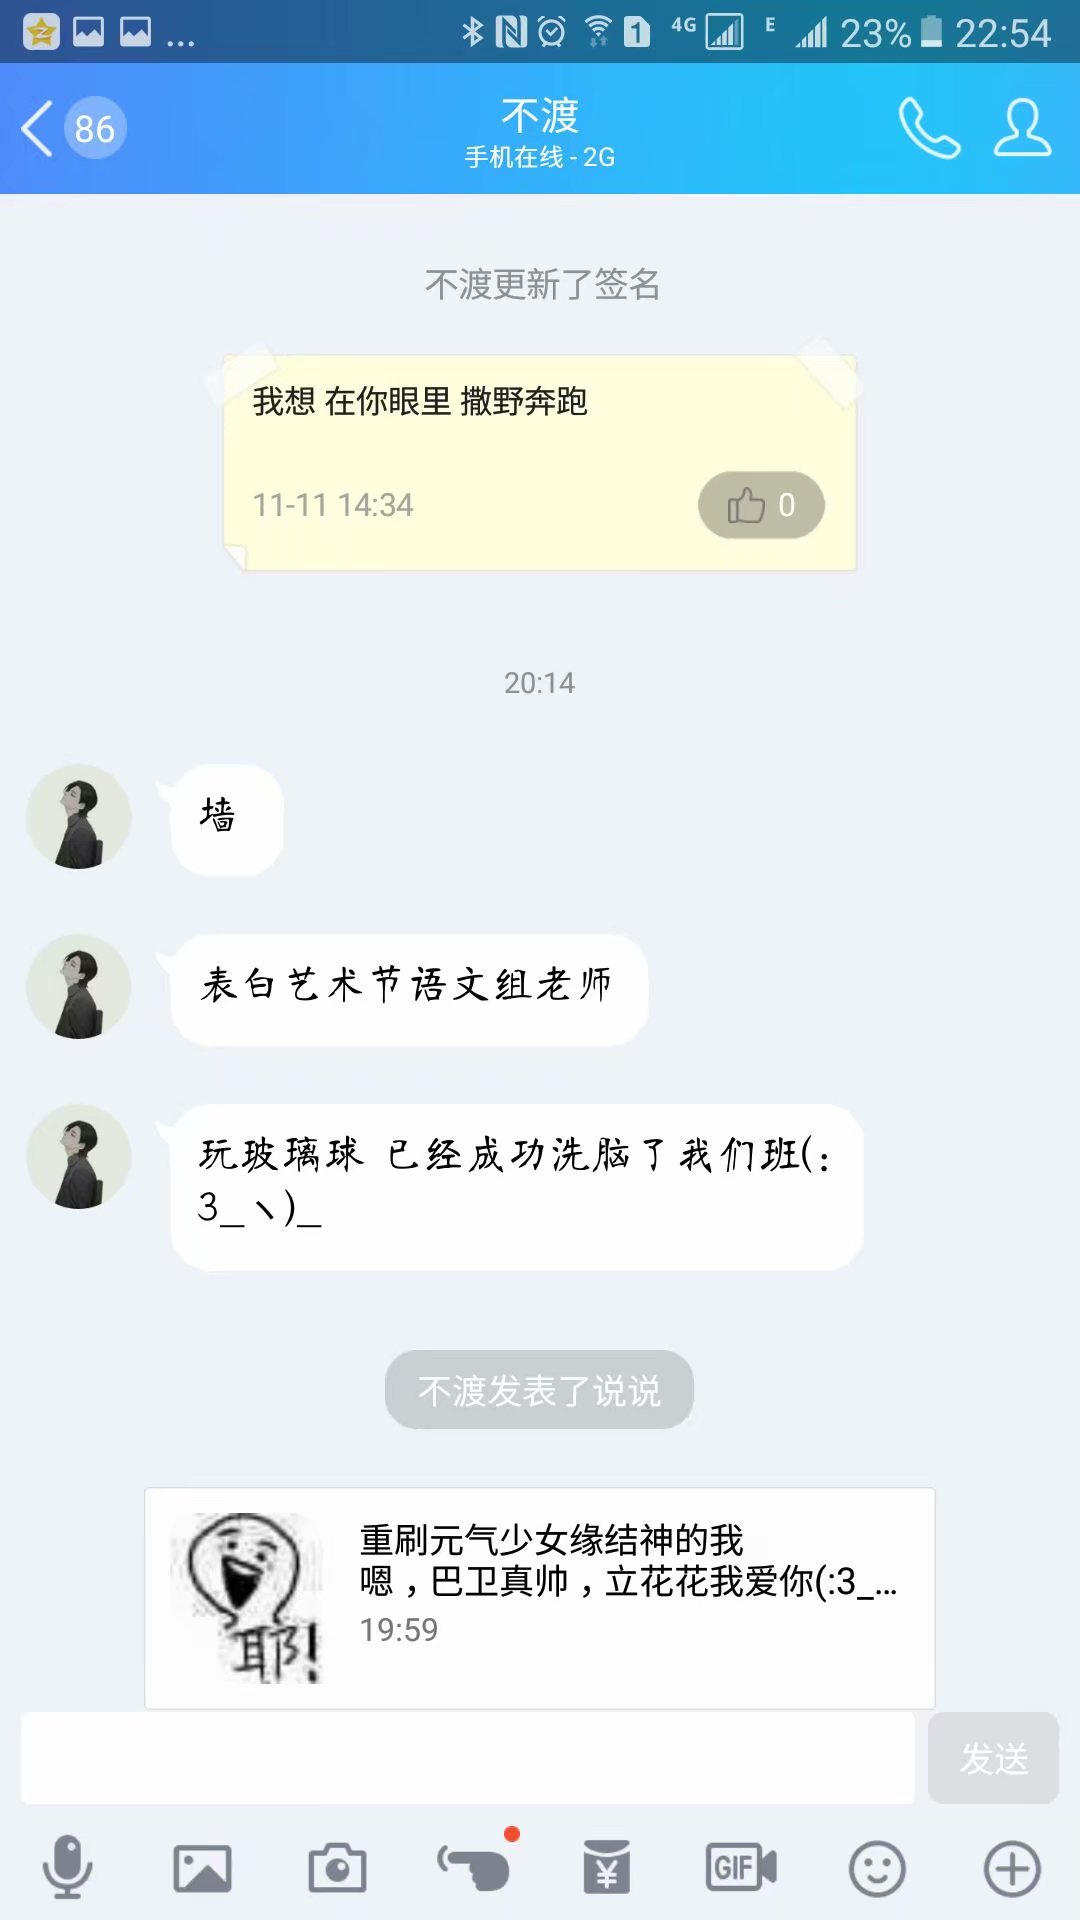 ... 1 4G E 23% 22:54
86
不渡
手机在线 - 2G
不渡更新了签名
我想 在你眼里 撒野奔跑
11-11 14:34
0
20:14
墙
表白艺术节语文组老师
玩玻璃球 已经成功洗脑了我们班(:
3_ヽ)_
不渡发表了说说
重刷元气少女缘结神的我
嗯，巴卫真帅，立花花我爱你(:3_...
耶!
19:59
发送
¥
GIF